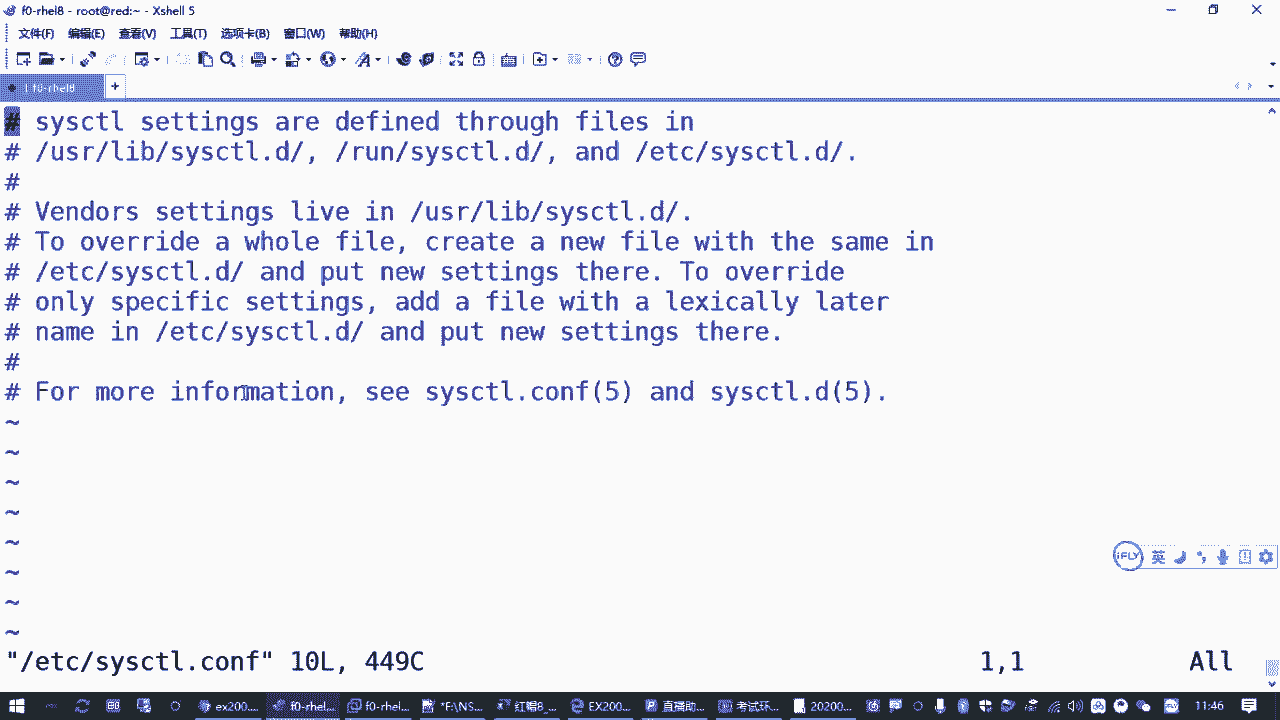 f0-rhel8 - root@red:~ - Xshell 5
文件(F) 编辑(E) 查看(V) 工具(T) 选项卡(B) 窗口(W) 帮助(H)
1 f0-rhel8 +
# sysctl settings are defined through files in
# /usr/lib/sysctl.d/, /run/sysctl.d/, and /etc/sysctl.d/.
#
# Vendors settings live in /usr/lib/sysctl.d/.
# To override a whole file, create a new file with the same in
# /etc/sysctl.d/ and put new settings there. To override
# only specific settings, add a file with a lexically later
# name in /etc/sysctl.d/ and put new settings there.
#
# For more information, see sysctl.conf(5) and sysctl.d(5).
~
~
~
~
~
iFLY 英
~
~
~
"/etc/sysctl.conf" 10L, 449C 1,1 All
ex200... f0-rhel... f0-rhel... *F:\NS... 红帽8_... EX200... 直播助... 考试环... 20200... 11:46